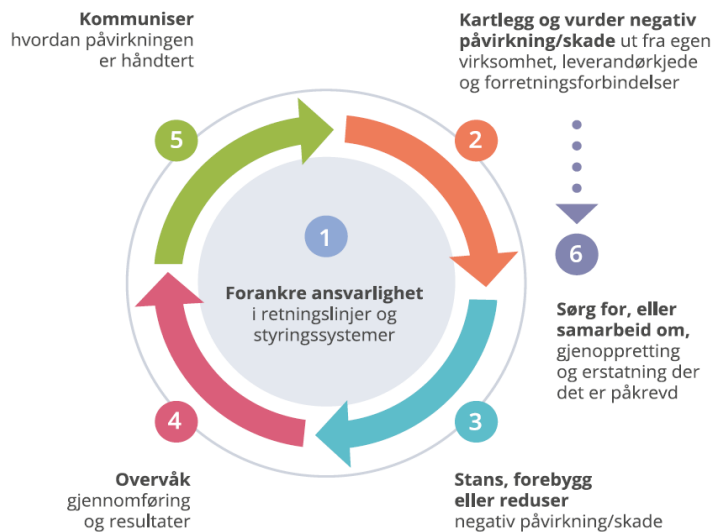 Kommuniser
hvordan påvirkningen
er håndtert
Kartlegg og vurder negativ
påvirkning/skade ut fra egen
virksomhet, leverandørkjede
og forretningsforbindelser
5
2
1
Forankre ansvarlighet
i retningslinjer og
styringssystemer
6
Sørg for, eller
samarbeid om,
gjenoppretting
og erstatning der
det er påkrevd
4
3
Overvåk
gjennomføring
og resultater
Stans, forebygg
eller reduser
negativ påvirkning/skade